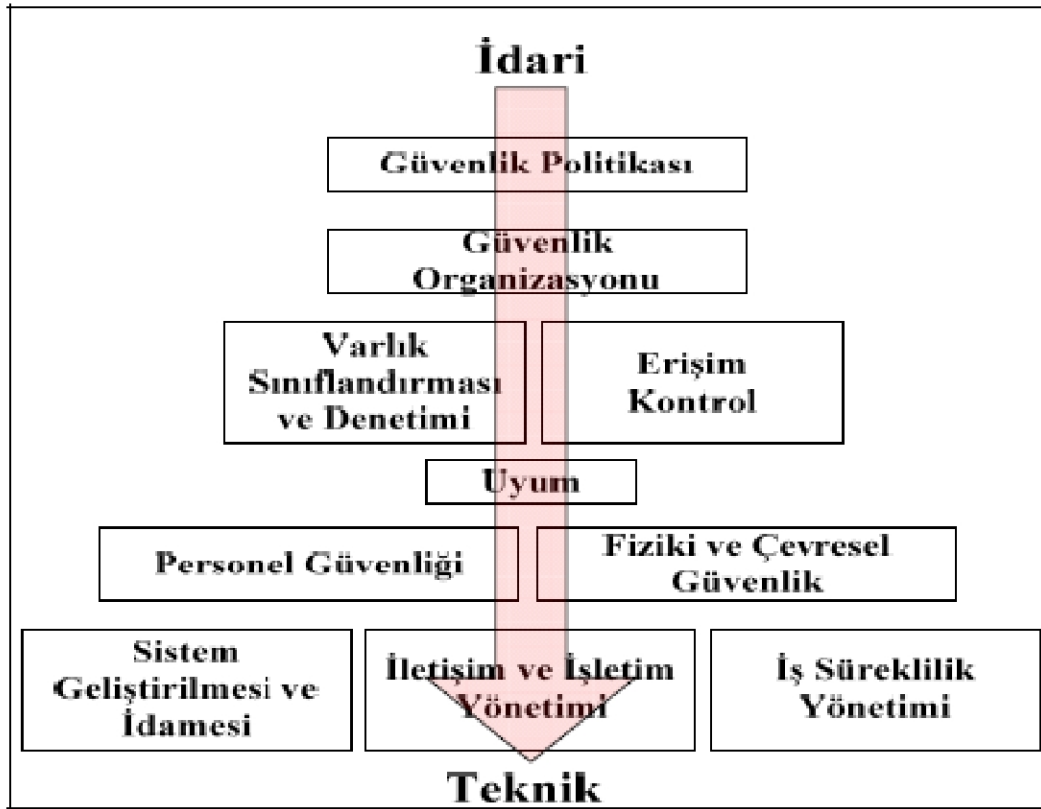 İdari
Güvenlik Politikası
Güvenlik
Organizasyonu
Varlık
Sınıflandırması
ve Denetimi
Erişim
Kontrol
Uyum
Personel Güvenliği
Fiziki ve Çevresel
Güvenlik
Sistem
Geliştirilmesi ve
İdamesi
İletişim ve İşletim
Yönetimi
İş Süreklilik
Yönetimi
Teknik